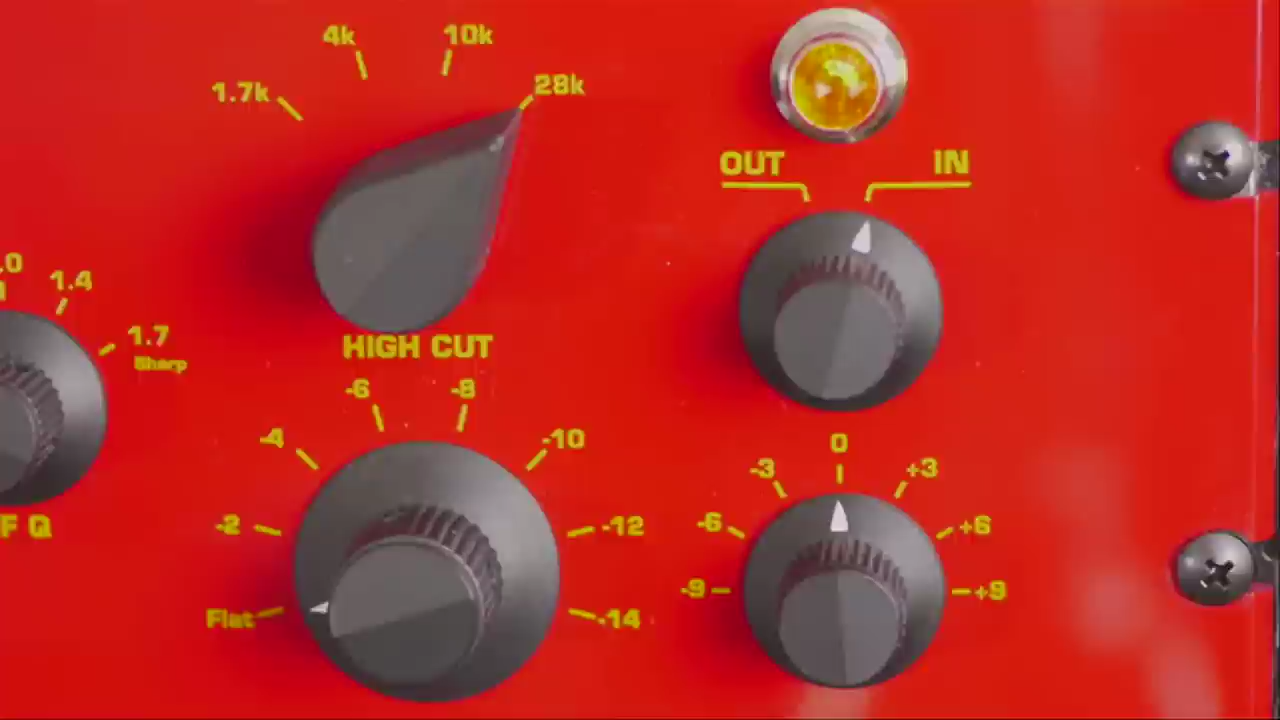 4k 10k
1.7k 28k
OUT IN
.0 1.4
1.7
Sharp
HIGH CUT
-6 -8
-4 -10
-2 -12
Flat -14
F Q
0
-3 +3
-6 +6
-9 +9